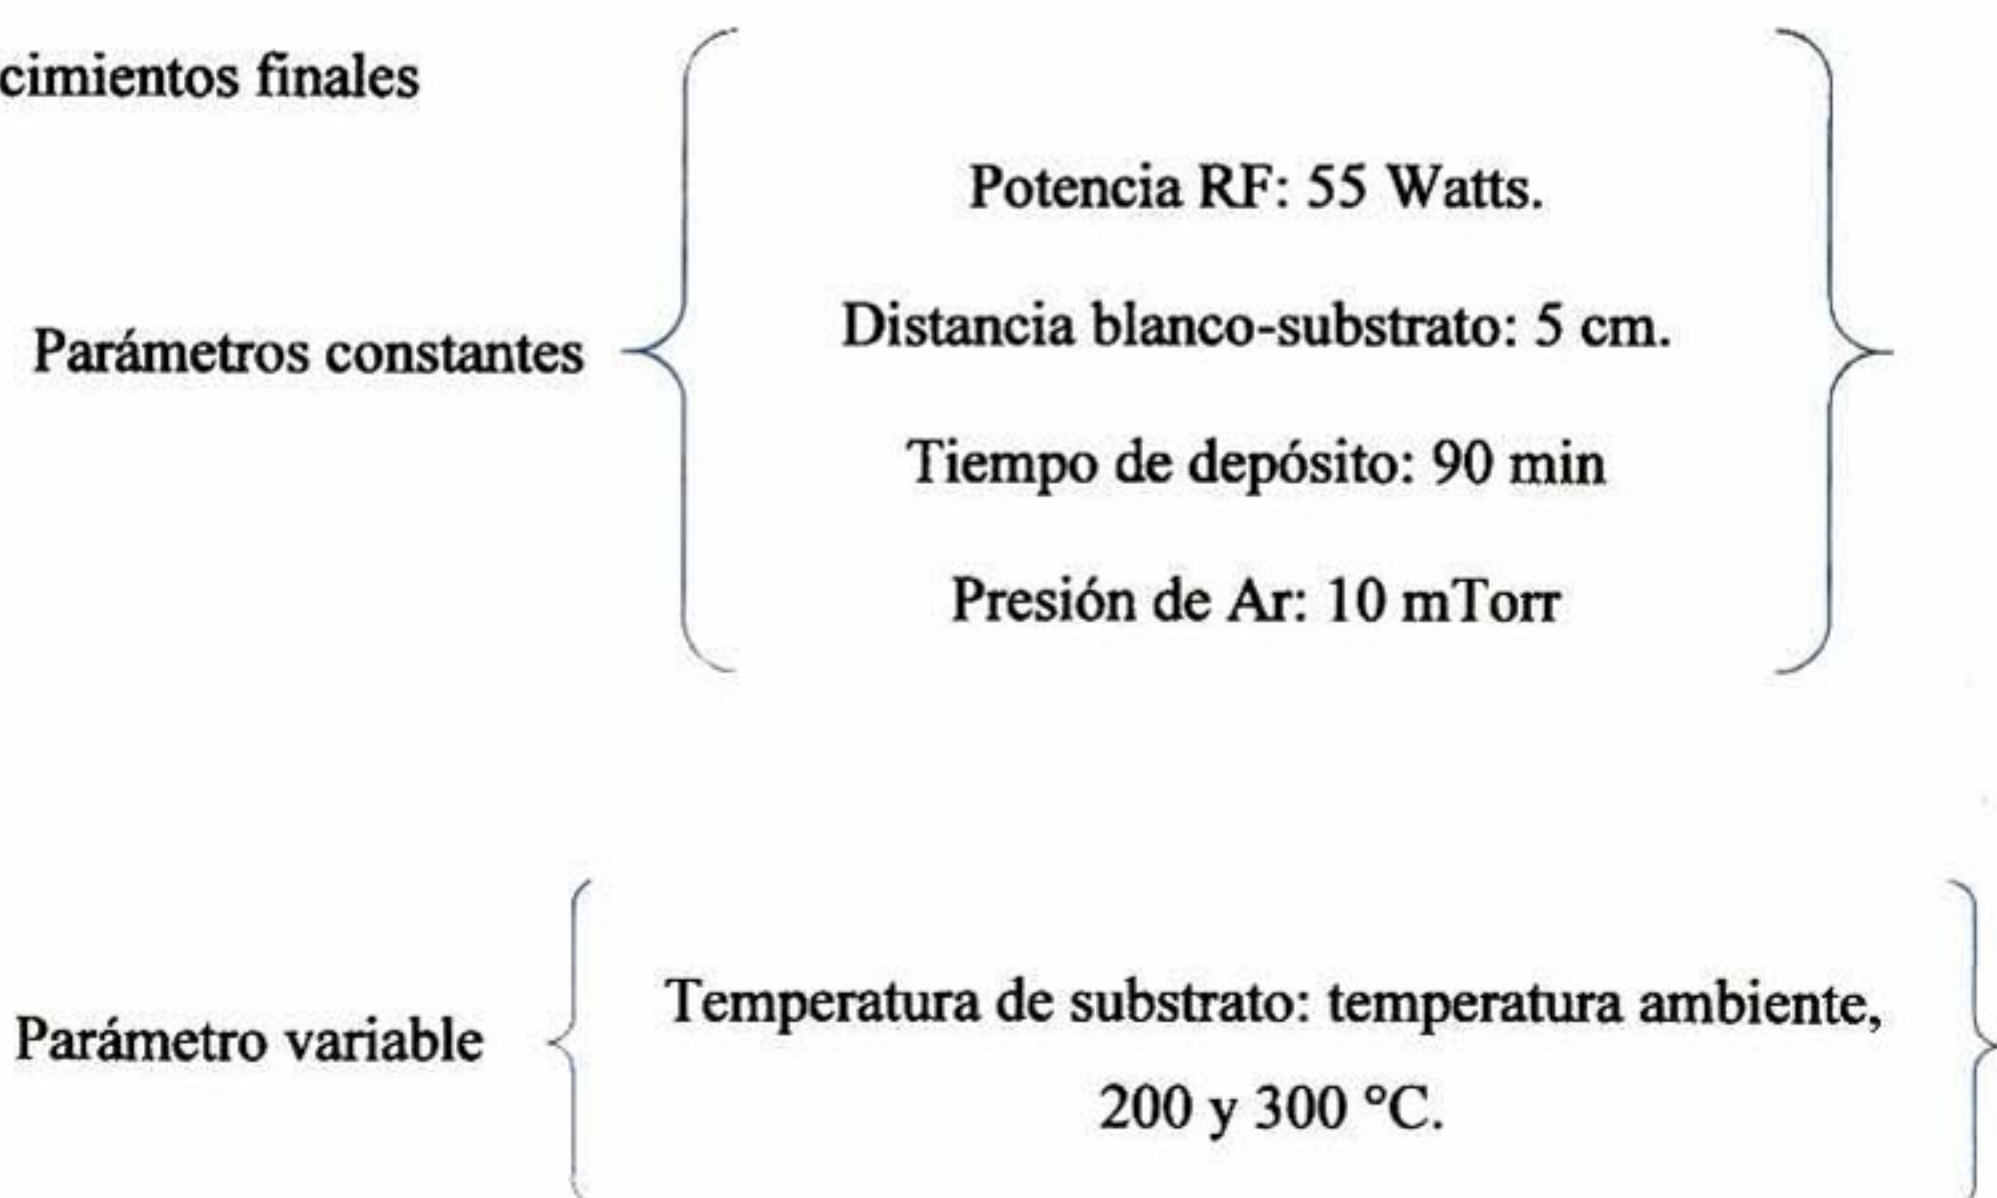 cimientos finales
Potencia RF: 55 Watts.
Distancia blanco-substrato: 5 cm.
Parámetros constantes
Tiempo de depósito: 90 min
Presión de Ar: 10 mTorr
Temperatura de substrato: temperatura ambiente,
Parámetro variable
200 y 300 °C.